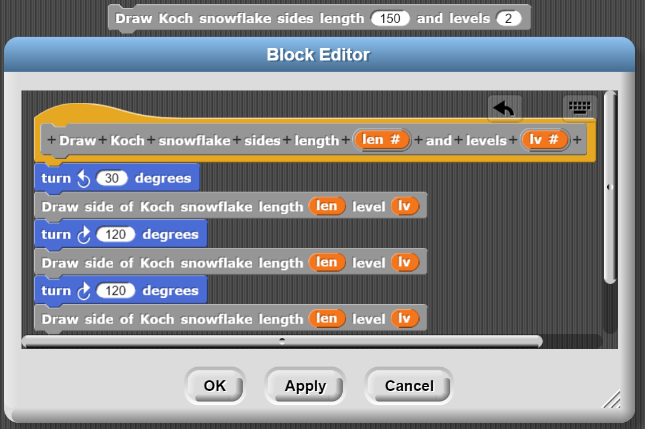 Draw Koch snowflake sides length 150 and levels 2
Block Editor
+ Draw + Koch + snowflake + sides + length + len # + and + levels + lv # +
turn ↺ 30 degrees
Draw side of Koch snowflake length len level lv
turn ↻ 120 degrees
Draw side of Koch snowflake length len level lv
turn ↻ 120 degrees
Draw side of Koch snowflake length len level lv
OK Apply Cancel